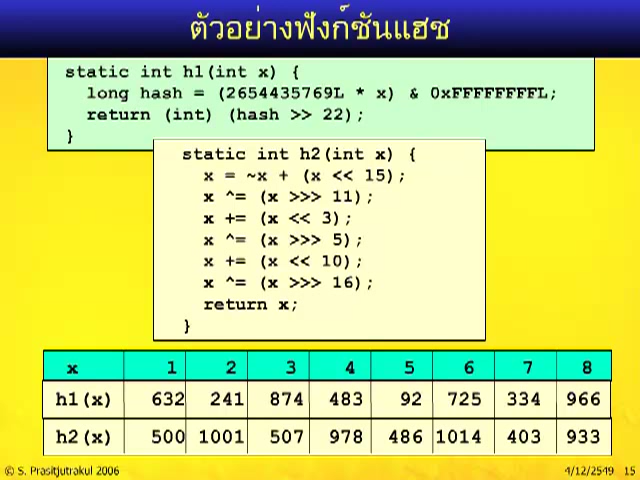 ตัวอย่างฟังก์ชันแฮช
static int h1(int x) {
long hash = (2654435769L * x) & 0xFFFFFFFFL;
return (int) (hash >> 22);
}
static int h2(int x) {
x = ~x + (x << 15);
x ^= (x >>> 11);
x += (x << 3);
x ^= (x >>> 5);
x += (x << 10);
x ^= (x >>> 16);
return x;
}
x 1 2 3 4 5 6 7 8
h1(x) 632 241 874 483 92 725 334 966
h2(x) 500 1001 507 978 486 1014 403 933
© S. Prasitjutrakul 2006 4/12/2549 15